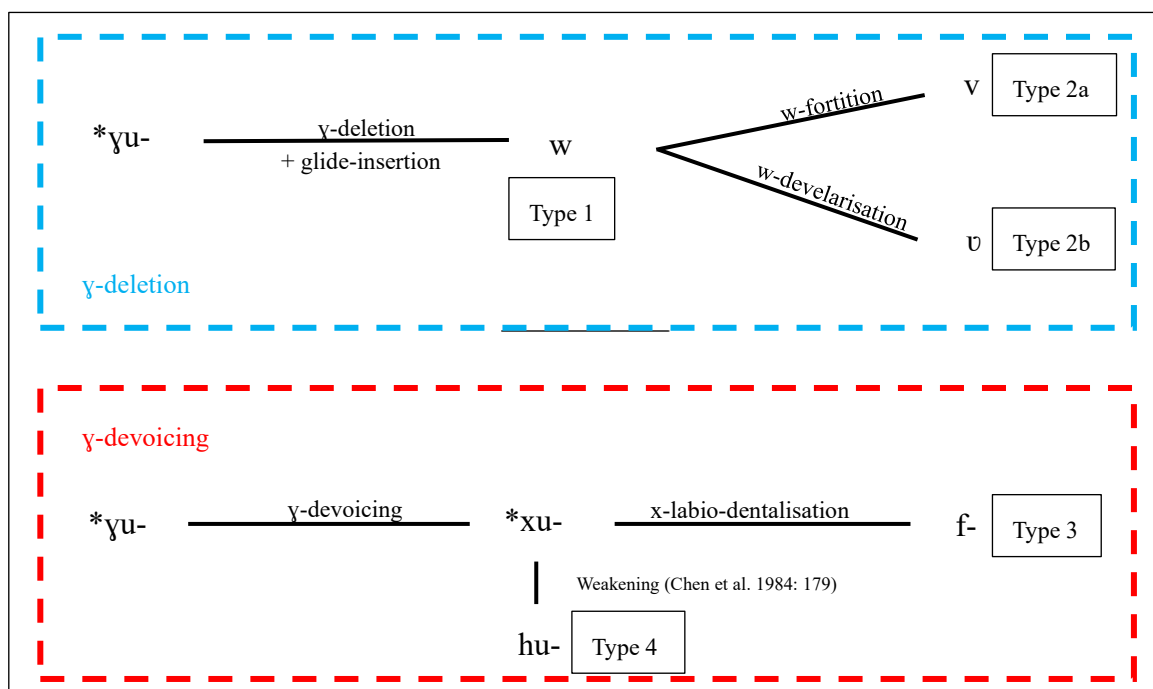 v
Type 2a
w-fortition
*ɣu-
ɣ-deletion
+ glide-insertion
w
Type 1
w-develarisation
ʋ
Type 2b
ɣ-deletion
ɣ-devoicing
*ɣu-
ɣ-devoicing
*xu-
x-labio-dentalisation
f-
Type 3
Weakening (Chen et al. 1984: 179)
hu-
Type 4